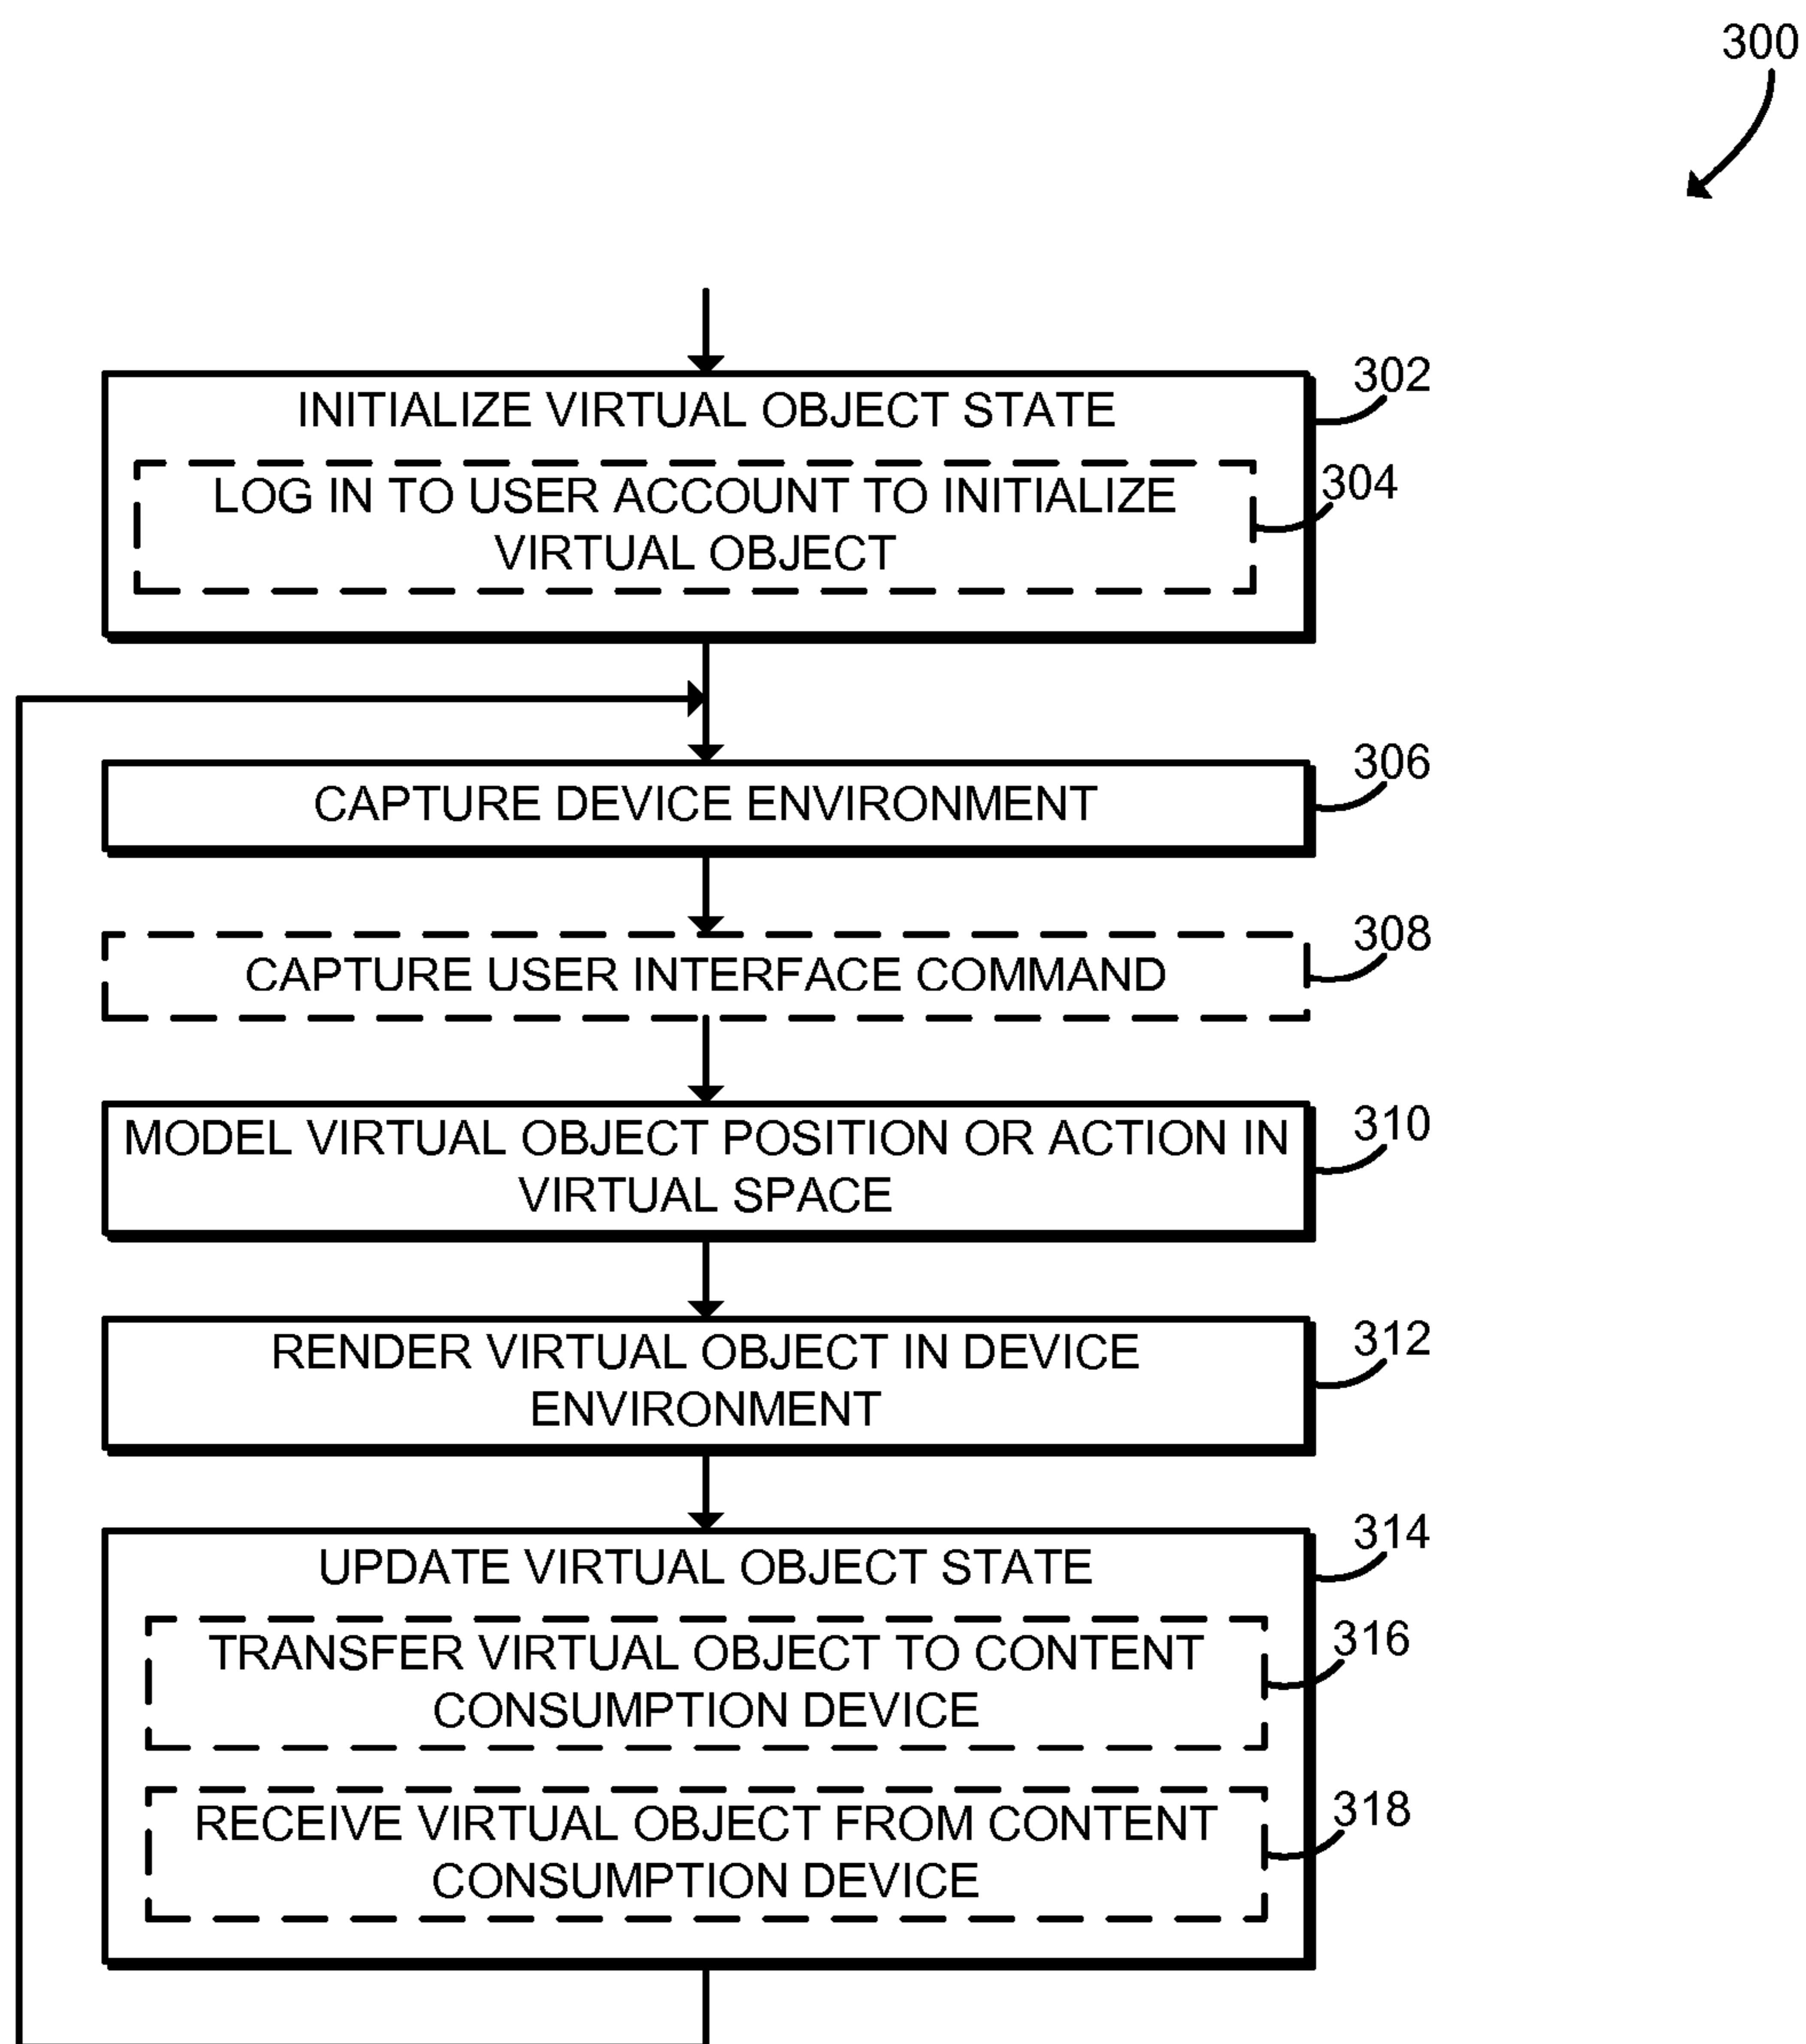 300
INITIALIZE VIRTUAL OBJECT STATE
302
LOG IN TO USER ACCOUNT TO INITIALIZE
VIRTUAL OBJECT
304
CAPTURE DEVICE ENVIRONMENT
306
CAPTURE USER INTERFACE COMMAND
308
MODEL VIRTUAL OBJECT POSITION OR ACTION IN
VIRTUAL SPACE
310
RENDER VIRTUAL OBJECT IN DEVICE
ENVIRONMENT
312
UPDATE VIRTUAL OBJECT STATE
314
TRANSFER VIRTUAL OBJECT TO CONTENT
CONSUMPTION DEVICE
316
RECEIVE VIRTUAL OBJECT FROM CONTENT
CONSUMPTION DEVICE
318